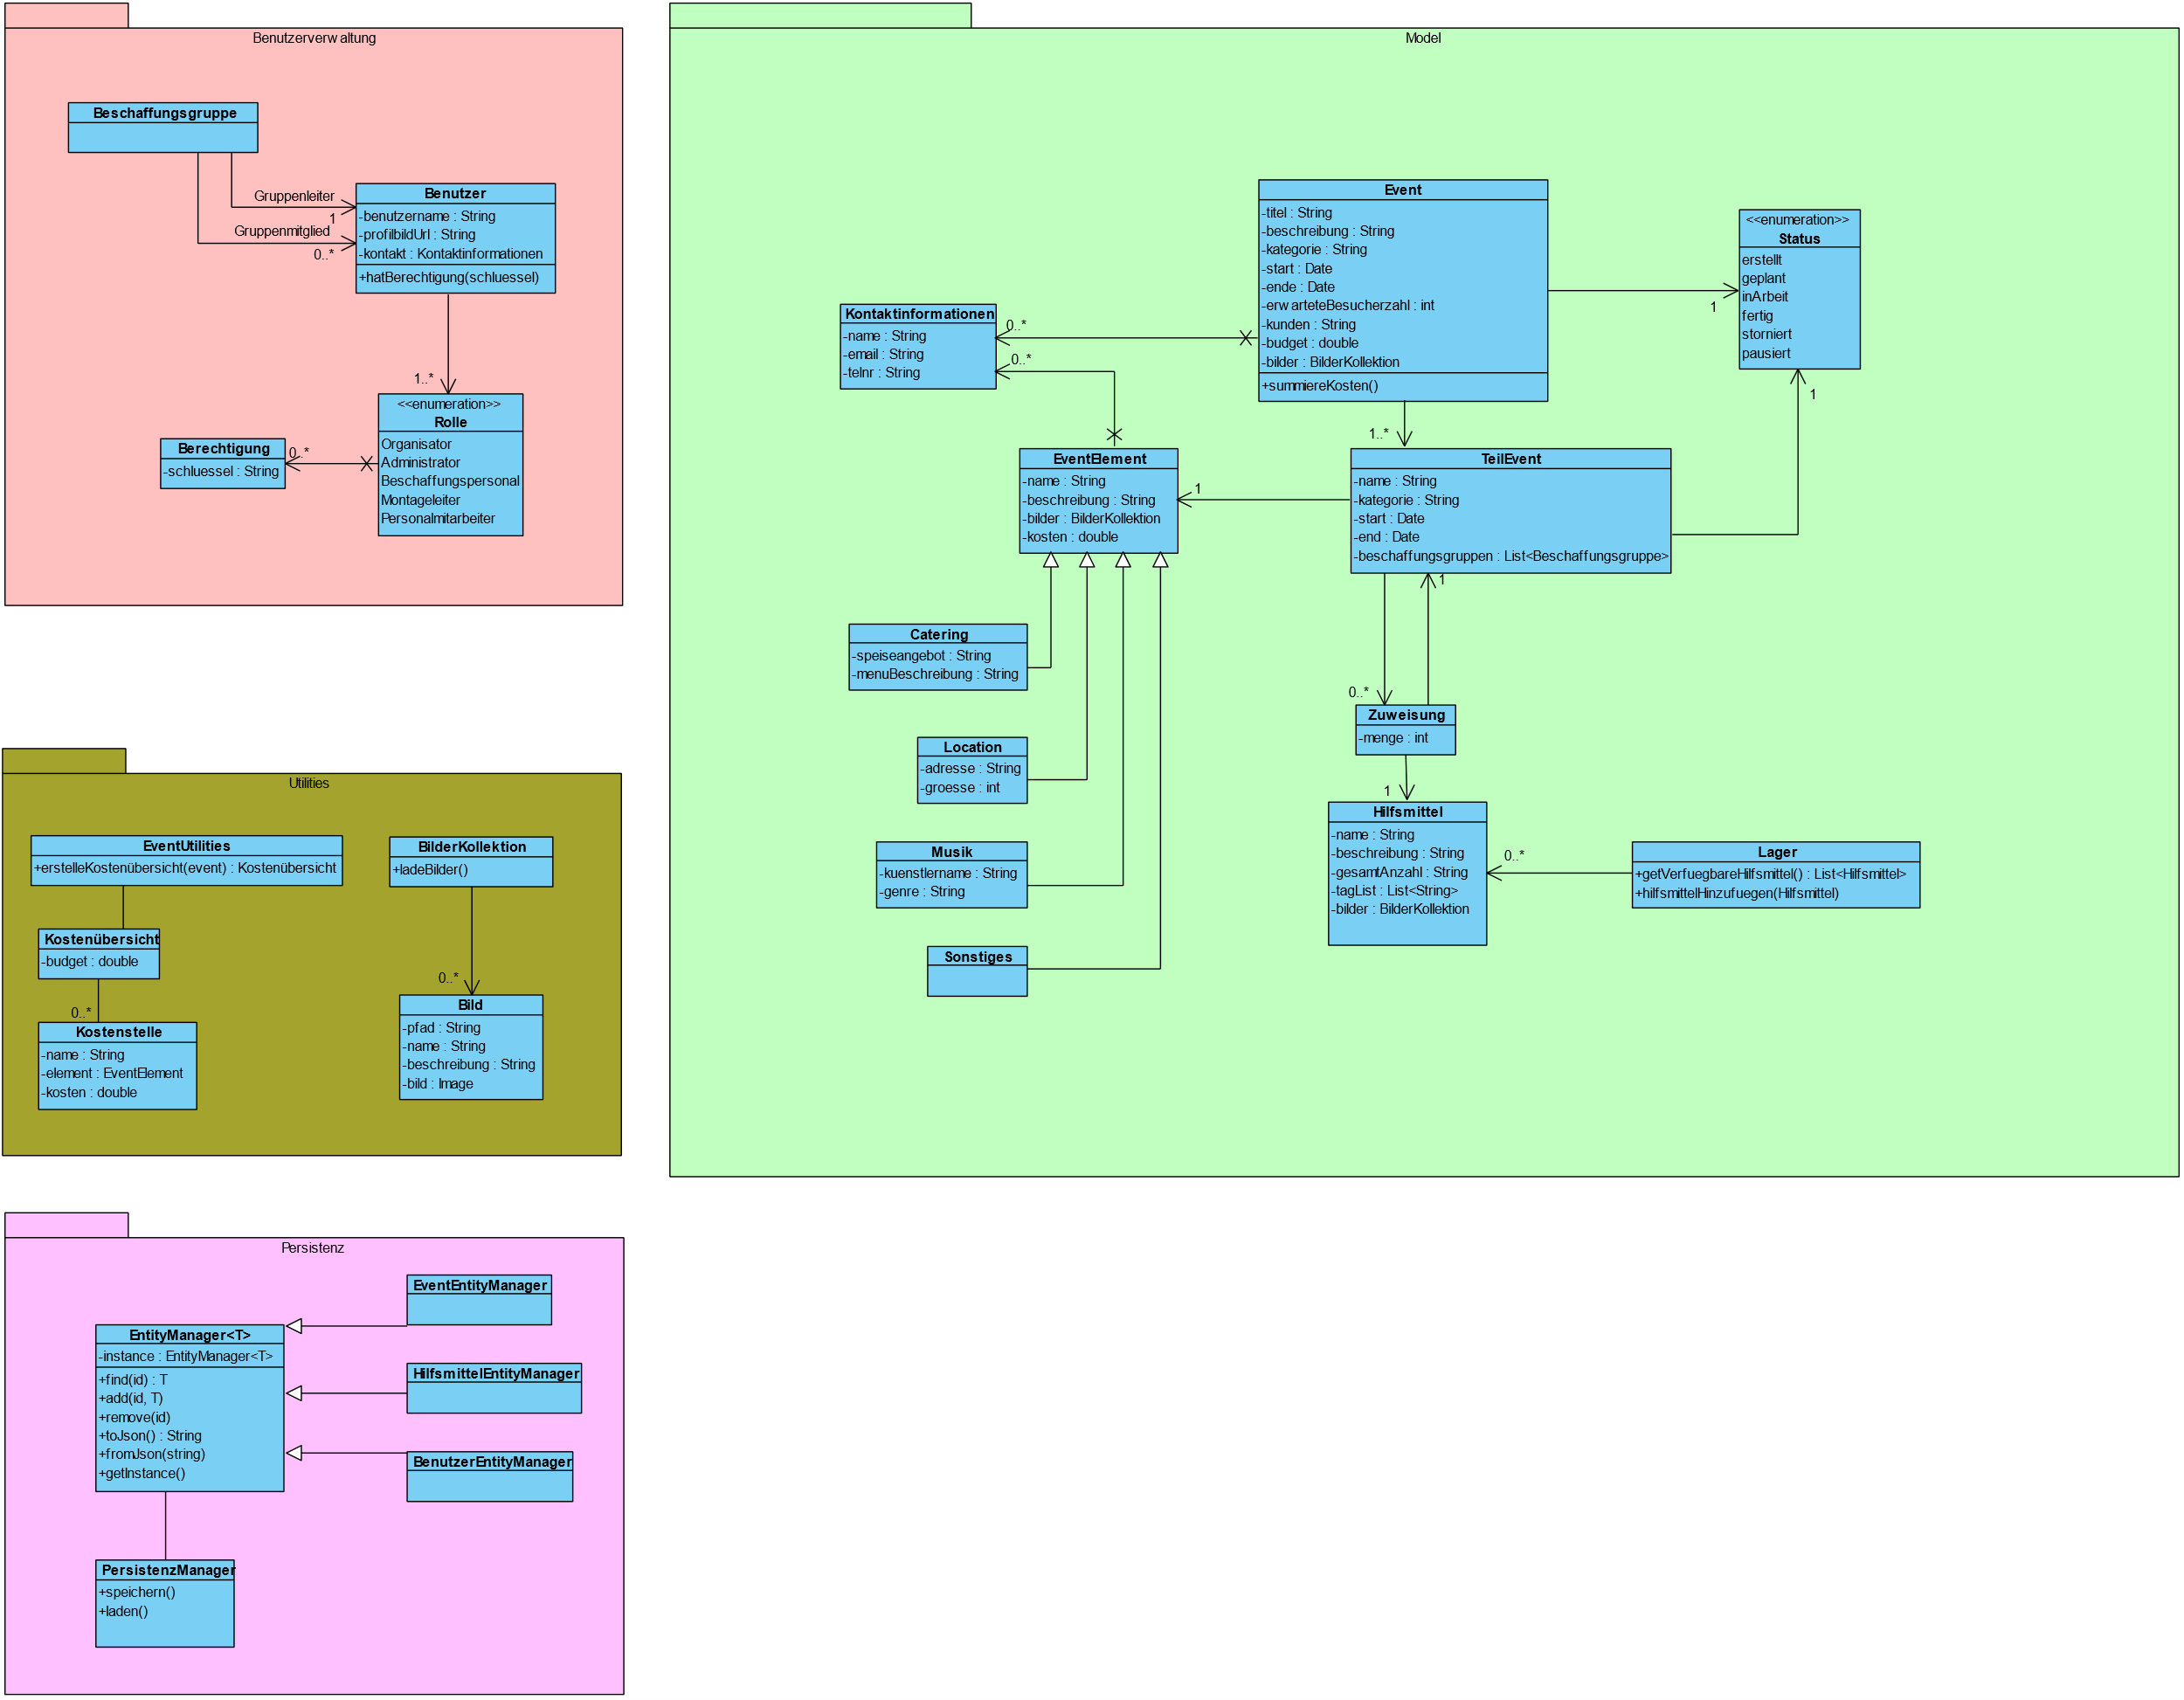 Benutzerverwaltung
Beschaffungsgruppe
Gruppenleiter
1
Gruppenmitglied
0..*
Benutzer
-benutzername : String
-profilbildUrl : String
-kontakt : Kontaktinformationen
+hatBerechtigung(schluessel)
1..*
<<enumeration>>
Rolle
Organisator
Administrator
Beschaffungspersonal
Montageleiter
Personalmitarbeiter
0..*
Berechtigung
-schluessel : String
Model
Event
-titel : String
-beschreibung : String
-kategorie : String
-start : Date
-ende : Date
-erwarteteBesucherzahl : int
-kunden : String
-budget : double
-bilder : BilderKollektion
+summiereKosten()
<<enumeration>>
Status
erstellt
geplant
inArbeit
fertig
storniert
pausiert
1
1
Kontaktinformationen
-name : String
-email : String
-telnr : String
0..*
0..*
1..*
EventElement
-name : String
-beschreibung : String
-bilder : BilderKollektion
-kosten : double
1
TeilEvent
-name : String
-kategorie : String
-start : Date
-end : Date
-beschaffungsgruppen : List<Beschaffungsgruppe>
1
0..*
Catering
-speiseangebot : String
-menuBeschreibung : String
Zuweisung
-menge : int
1
Location
-adresse : String
-groesse : int
Hilfsmittel
-name : String
-beschreibung : String
-gesamtAnzahl : String
-tagList : List<String>
-bilder : BilderKollektion
0..*
Lager
+getVerfuegbareHilfsmittel() : List<Hilfsmittel>
+hilfsmittelHinzufuegen(Hilfsmittel)
Musik
-kuenstlername : String
-genre : String
Sonstiges
Utilities
EventUtilities
+erstelleKostenübersicht(event) : Kostenübersicht
BilderKollektion
+ladeBilder()
Kostenübersicht
-budget : double
0..*
Kostenstelle
-name : String
-element : EventElement
-kosten : double
0..*
Bild
-pfad : String
-name : String
-beschreibung : String
-bild : Image
Persistenz
EventEntityManager
EntityManager<T>
-instance : EntityManager<T>
+find(id) : T
+add(id, T)
+remove(id)
+toJson() : String
+fromJson(string)
+getInstance()
HilfsmittelEntityManager
BenutzerEntityManager
PersistenzManager
+speichern()
+laden()